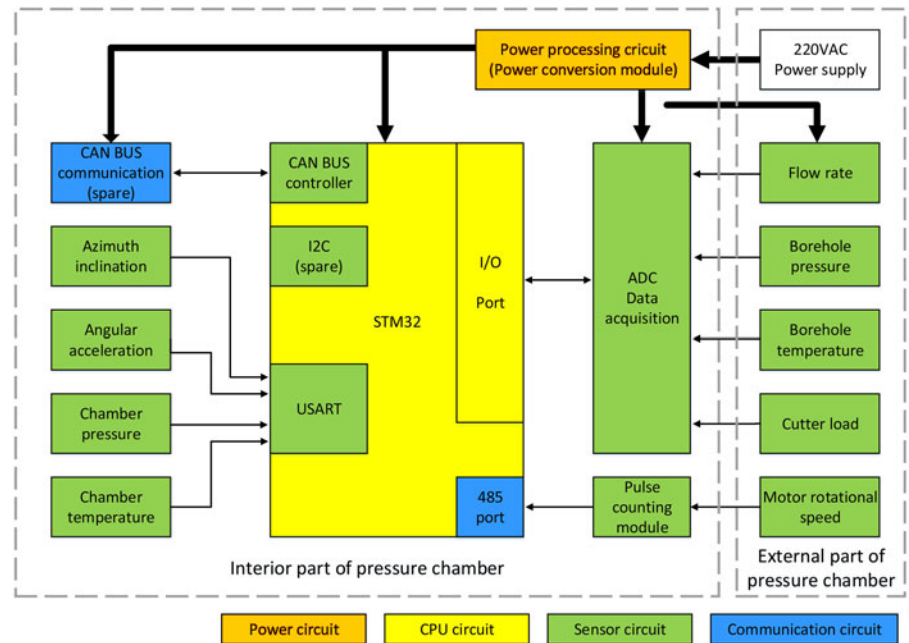 Power processing cricuit
(Power conversion module)
220VAC
Power supply
CAN BUS
communication
(spare)
CAN BUS
controller
Flow rate
Azimuth
inclination
I2C
(spare)
I/O
Port
ADC
Data
acquisition
Borehole
pressure
Angular
acceleration
STM32
Borehole
temperature
Chamber
pressure
USART
Cutter load
Chamber
temperature
485
port
Pulse
counting
module
Motor rotational
speed
Interior part of pressure chamber
External part of
pressure chamber
Power circuit
CPU circuit
Sensor circuit
Communication circuit